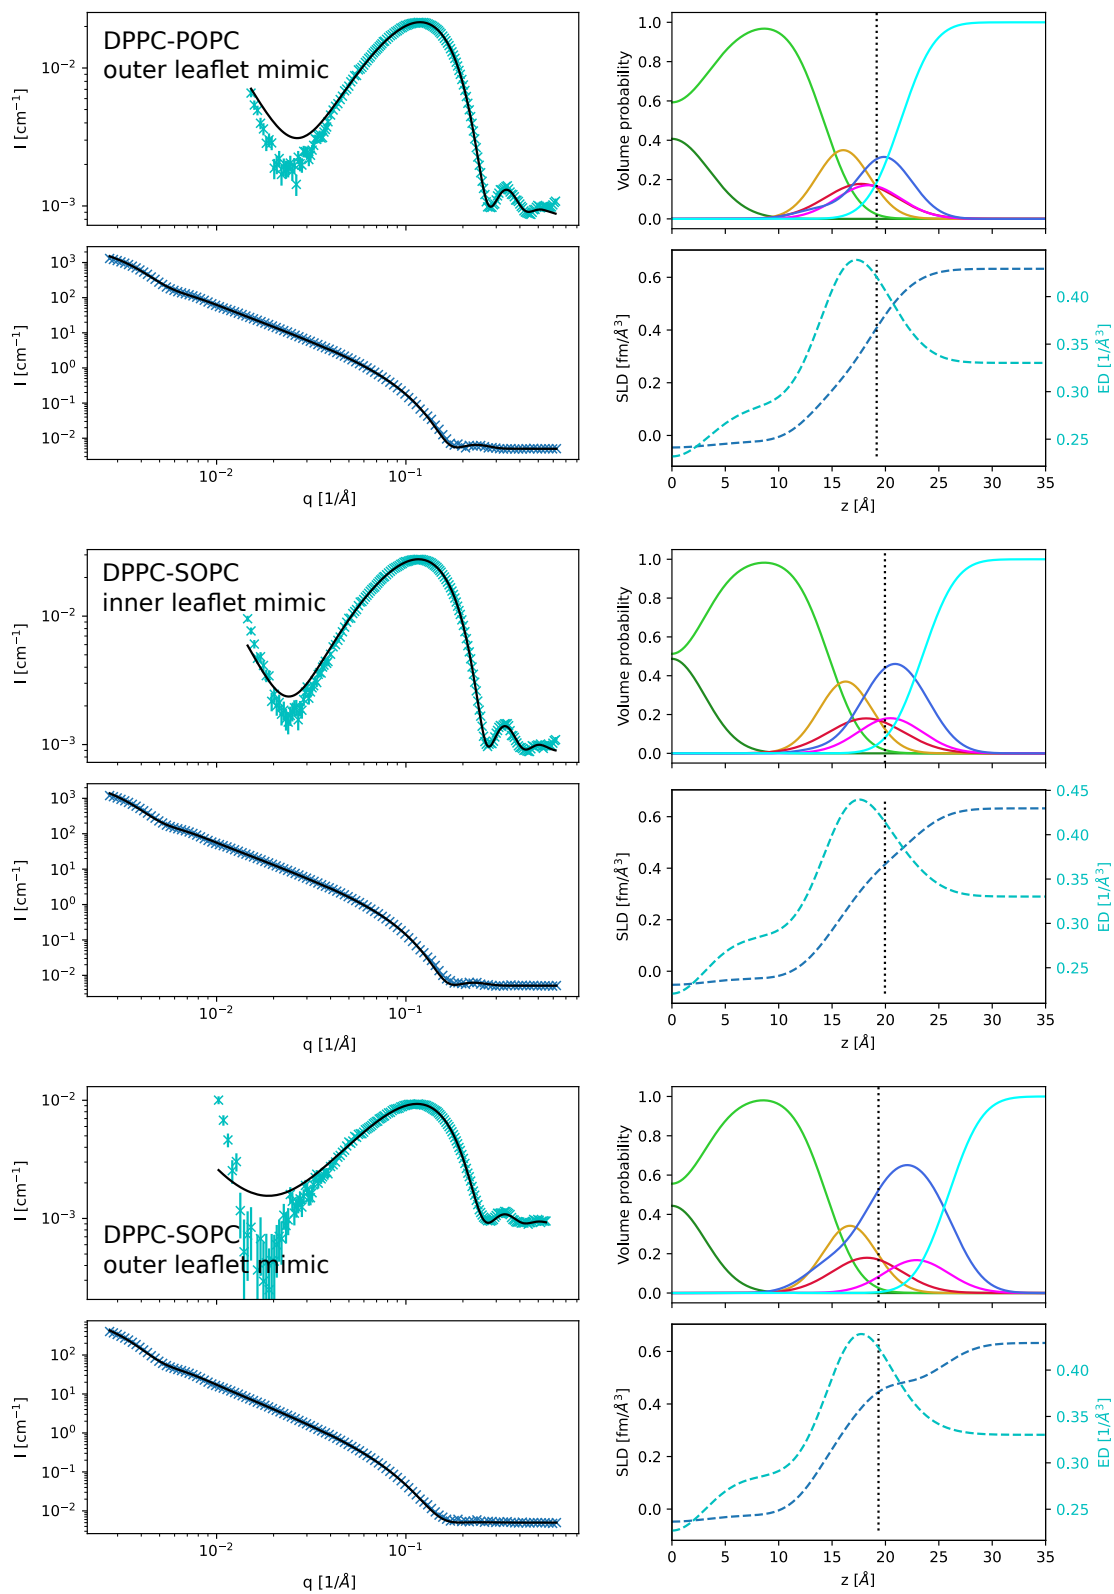 DPPC-POPC
outer leaflet mimic
I [cm⁻¹]
10⁻²
10⁻³
Volume probability
1.0
0.8
0.6
0.4
0.2
0.0
I [cm⁻¹]
10³
10²
10¹
10⁰
10⁻¹
10⁻²
10⁻² 10⁻¹
q [1/Å]
SLD [fm/Å³]
0.6
0.4
0.2
0.0
0.40
0.35
0.30
0.25
ED [1/Å³]
0 5 10 15 20 25 30 35
z [Å]
DPPC-SOPC
inner leaflet mimic
I [cm⁻¹]
10⁻²
10⁻³
Volume probability
1.0
0.8
0.6
0.4
0.2
0.0
I [cm⁻¹]
10³
10²
10¹
10⁰
10⁻¹
10⁻²
10⁻² 10⁻¹
q [1/Å]
SLD [fm/Å³]
0.6
0.4
0.2
0.0
0.45
0.40
0.35
0.30
0.25
ED [1/Å³]
0 5 10 15 20 25 30 35
z [Å]
I [cm⁻¹]
10⁻²
10⁻³
DPPC-SOPC
outer leaflet mimic
Volume probability
1.0
0.8
0.6
0.4
0.2
0.0
I [cm⁻¹]
10²
10¹
10⁰
10⁻¹
10⁻²
10⁻² 10⁻¹
q [1/Å]
SLD [fm/Å³]
0.6
0.4
0.2
0.0
0.40
0.35
0.30
0.25
ED [1/Å³]
0 5 10 15 20 25 30 35
z [Å]